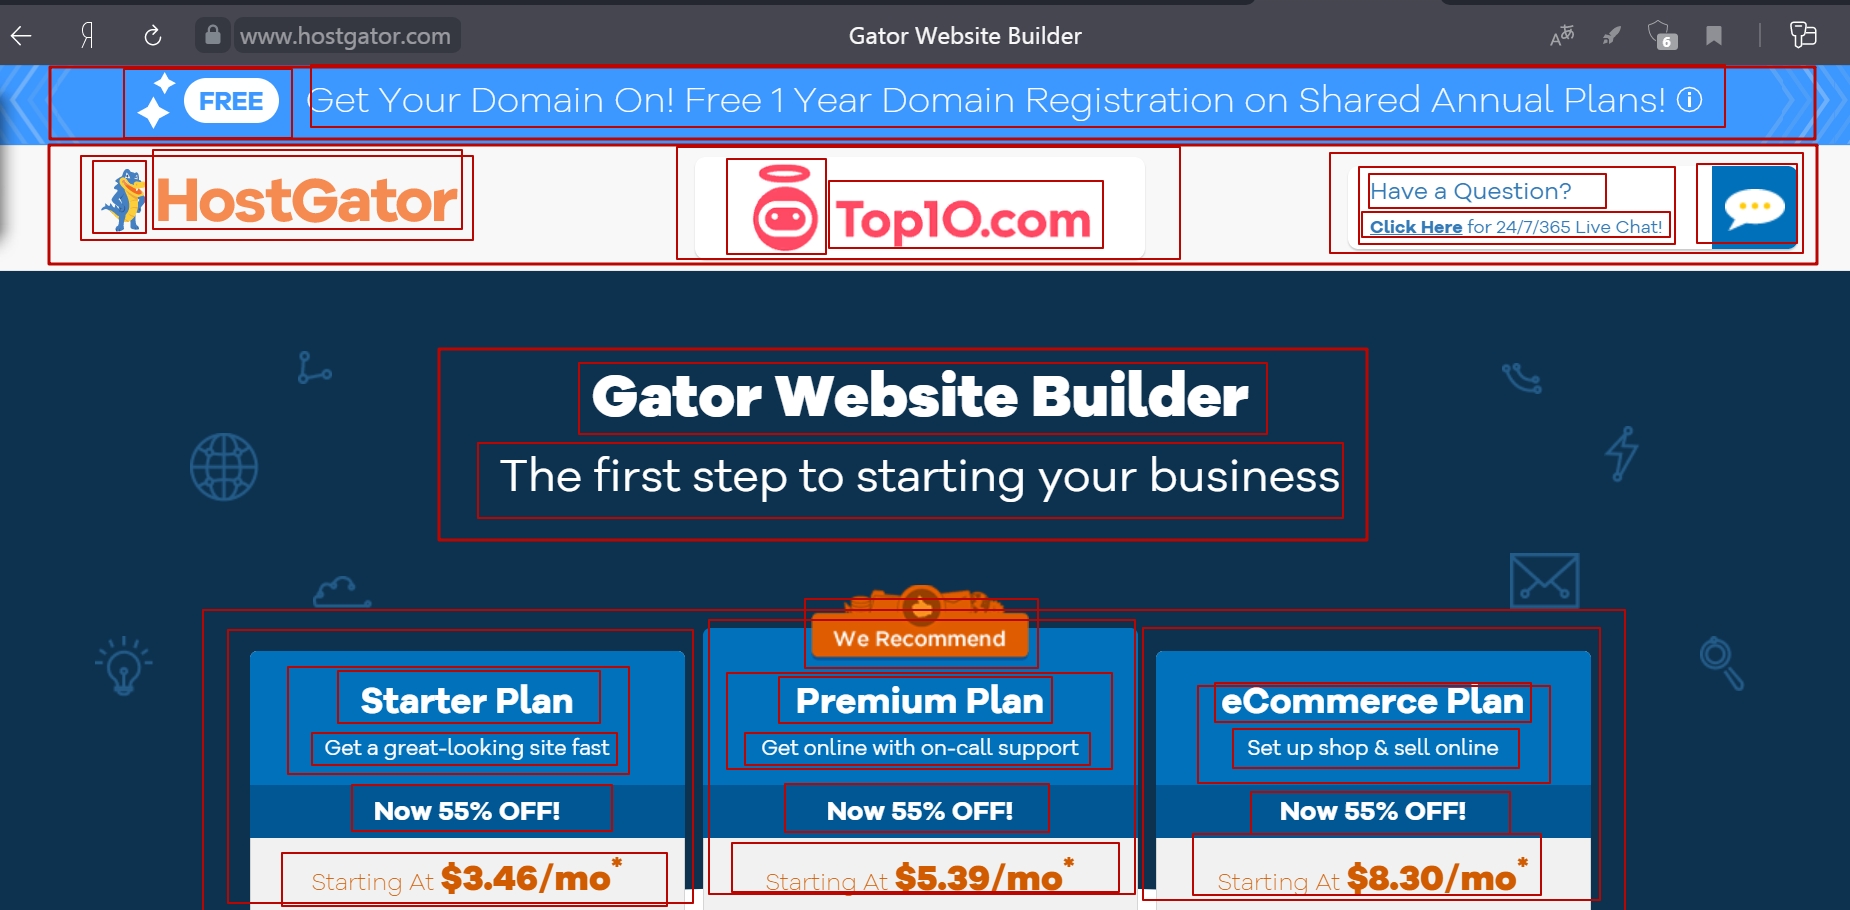 www.hostgator.com
Gator Website Builder
6
FREE
Get Your Domain On! Free 1 Year Domain Registration on Shared Annual Plans!
HostGator
Top10.com
Have a Question?
Click Here for 24/7/365 Live Chat!
Gator Website Builder
The first step to starting your business
We Recommend
Starter Plan
Get a great-looking site fast
Now 55% OFF!
Starting At $3.46/mo*
Premium Plan
Get online with on-call support
Now 55% OFF!
Starting At $5.39/mo*
eCommerce Plan
Set up shop & sell online
Now 55% OFF!
Starting At $8.30/mo*